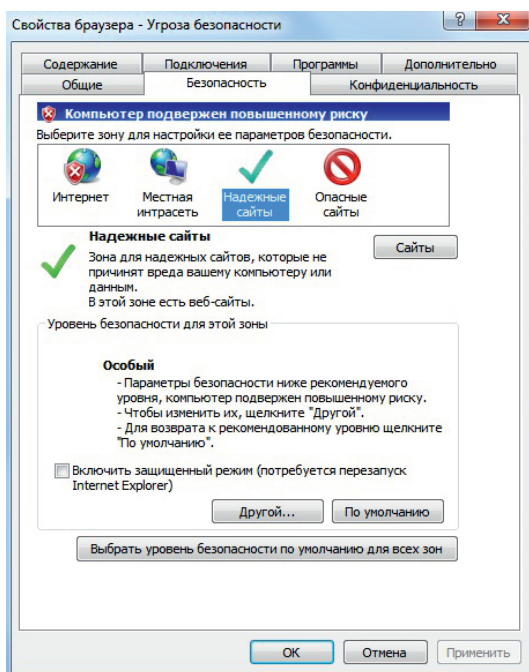 Свойства браузера - Угроза безопасности
Содержание Подключения Программы Дополнительно
Общие Безопасность Конфиденциальность
Компьютер подвержен повышенному риску
Выберите зону для настройки ее параметров безопасности.
Интернет Местная интрасеть Надежные сайты Опасные сайты
Надежные сайты
Сайты
Зона для надежных сайтов, которые не
причинят вреда вашему компьютеру или
данным.
В этой зоне есть веб-сайты.
Уровень безопасности для этой зоны
Особый
- Параметры безопасности ниже рекомендуемого
уровня, компьютер подвержен повышенному риску.
- Чтобы изменить их, щелкните "Другой".
- Для возврата к рекомендованному уровню щелкните
"По умолчанию".
Включить защищенный режим (потребуется перезапуск
Internet Explorer)
Другой... По умолчанию
Выбрать уровень безопасности по умолчанию для всех зон
ОК Отмена Применить